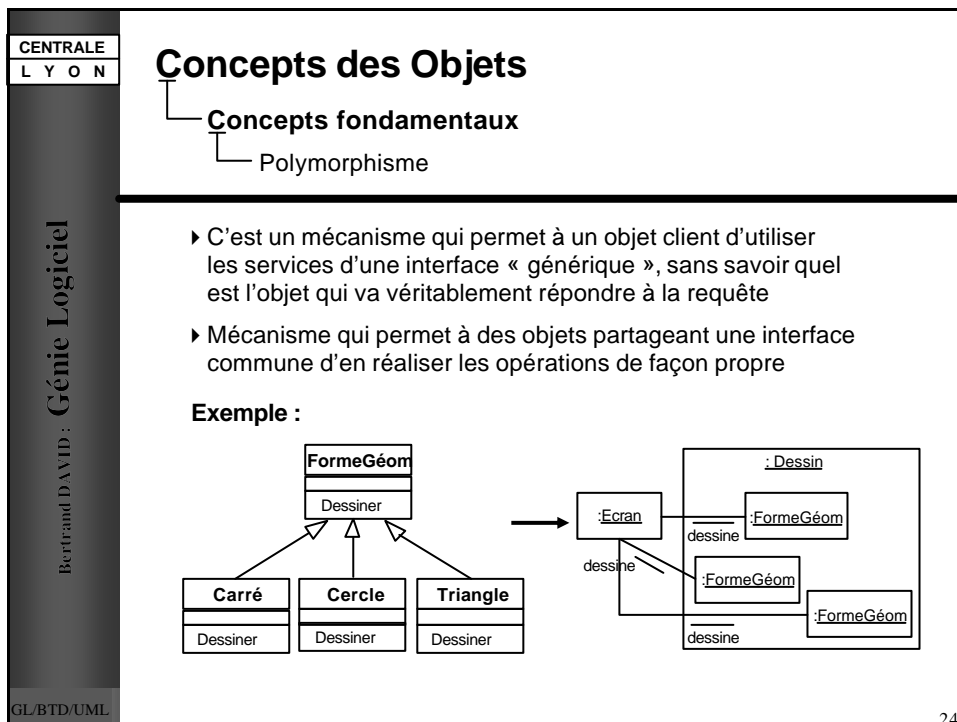 CENTRALE
L Y O N
Concepts des Objets
Concepts fondamentaux
Polymorphisme
Bertrand DAVID : Génie Logiciel
C'est un mécanisme qui permet à un objet client d'utiliser
les services d'une interface « générique », sans savoir quel
est l'objet qui va véritablement répondre à la requête
Mécanisme qui permet à des objets partageant une interface
commune d'en réaliser les opérations de façon propre
Exemple :
FormeGéom
Dessiner
Carré
Dessiner
Cercle
Dessiner
Triangle
Dessiner
: Dessin
:Ecran
:FormeGéom
dessine
dessine
:FormeGéom
:FormeGéom
dessine
GL/BTD/UML
24